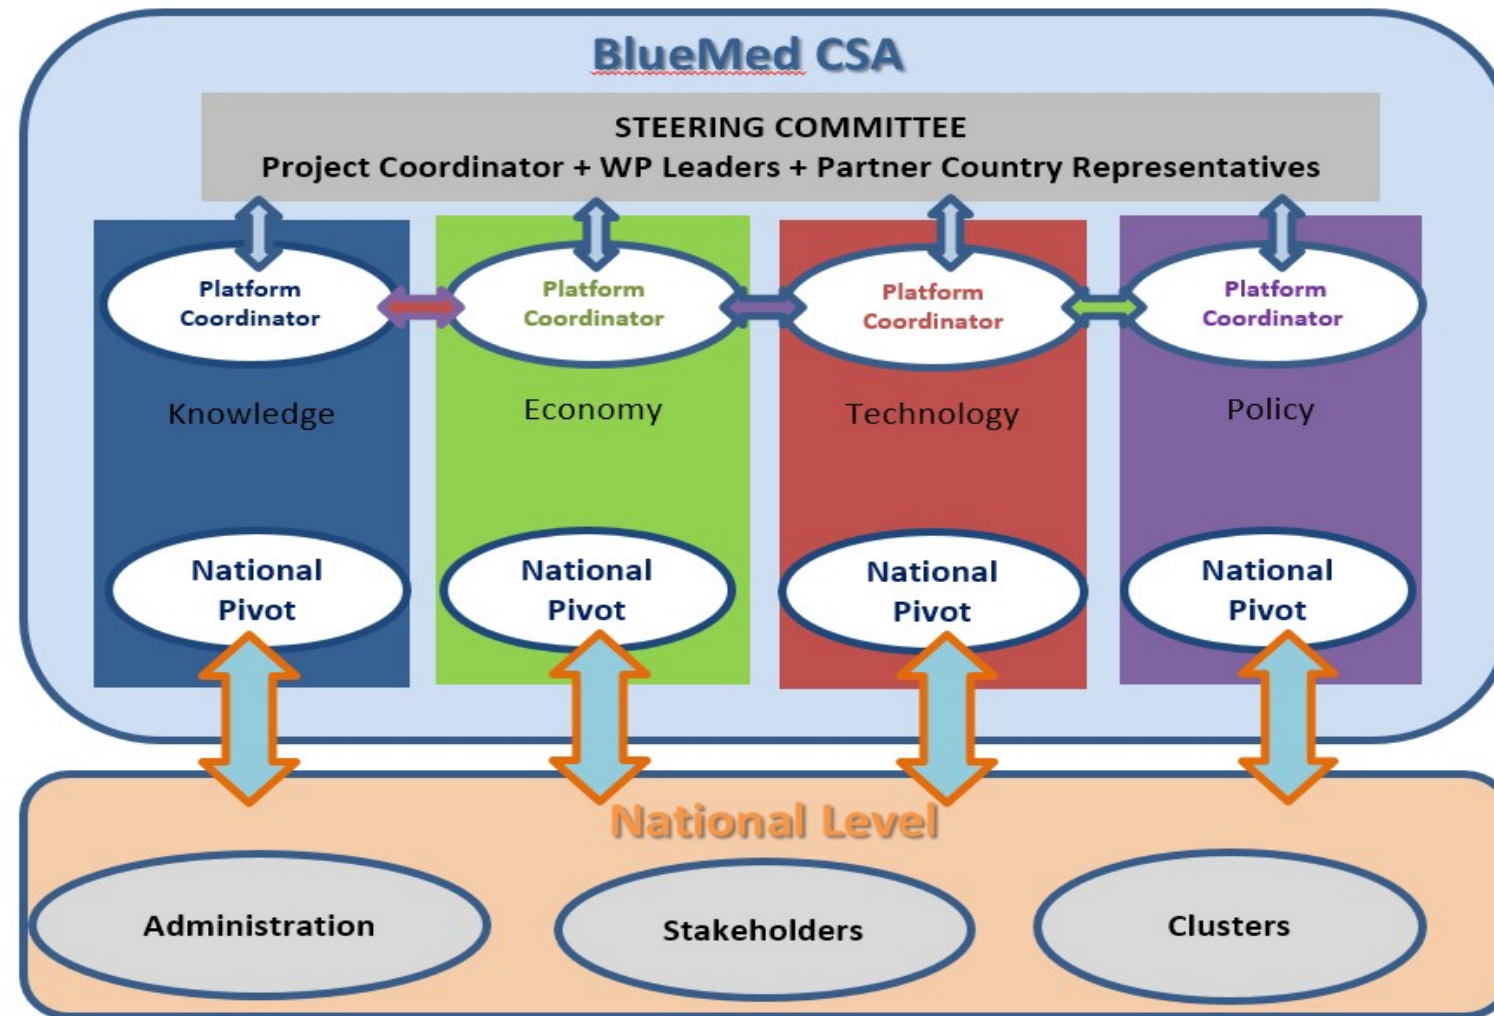 BlueMed CSA
STEERING COMMITTEE
Project Coordinator + WP Leaders + Partner Country Representatives
Platform
Coordinator
Platform
Coordinator
Platform
Coordinator
Platform
Coordinator
Knowledge
Economy
Technology
Policy
National
Pivot
National
Pivot
National
Pivot
National
Pivot
National Level
Administration
Stakeholders
Clusters